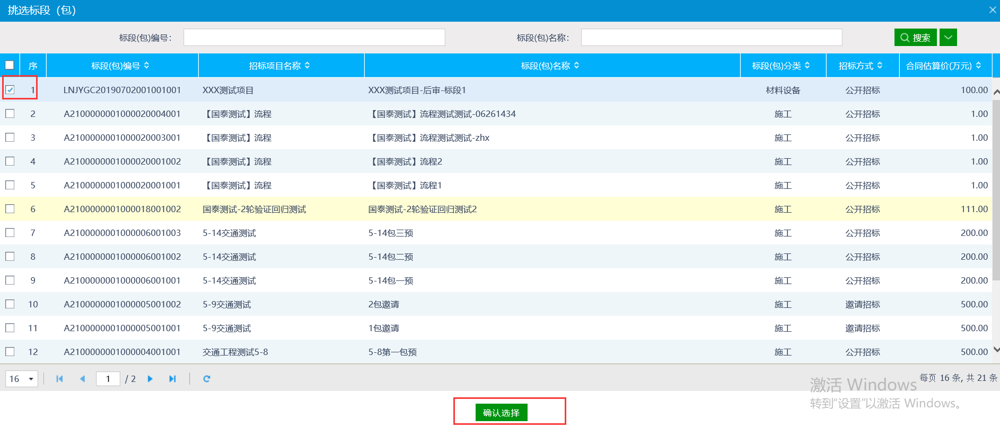 挑选标段（包）
标段(包)编号： 标段(包)名称： 搜索
序 标段(包)编号 招标项目名称 标段(包)名称 标段(包)分类 招标方式 合同估算价(万元)
1 LNJYGC20190702001001001 XXX测试项目 XXX测试项目-后审-标段1 材料设备 公开招标 100.00
2 A2100000001000020004001 【国泰测试】流程 【国泰测试】流程测试测试-06261434 施工 公开招标 1.00
3 A2100000001000020003001 【国泰测试】流程 【国泰测试】流程测试测试-zhx 施工 公开招标 1.00
4 A2100000001000020001002 【国泰测试】流程 【国泰测试】流程2 施工 公开招标 1.00
5 A2100000001000020001001 【国泰测试】流程 【国泰测试】流程1 施工 公开招标 1.00
6 A2100000001000018001002 国泰测试-2轮验证回归测试 国泰测试-2轮验证回归测试2 施工 公开招标 111.00
7 A2100000001000006001003 5-14交通测试 5-14包三预 施工 公开招标 200.00
8 A2100000001000006001002 5-14交通测试 5-14包二预 施工 公开招标 200.00
9 A2100000001000006001001 5-14交通测试 5-14包一预 施工 公开招标 200.00
10 A2100000001000005001002 5-9交通测试 2包邀请 施工 邀请招标 500.00
11 A2100000001000005001001 5-9交通测试 1包邀请 施工 邀请招标 500.00
12 A2100000001000004001001 交通工程测试5-8 5-8第一包预 施工 公开招标 500.00
16 1 / 2 每页 16 条, 共 21 条
激活 Windows
转到"设置"以激活 Windows。
确认选择